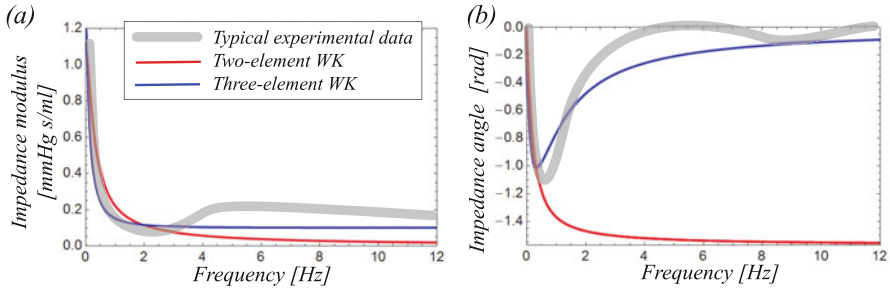 (a)
Impedance modulus
[mmHg s/ml]
1.2
1.0
0.8
0.6
0.4
0.2
0.0
0
2
4
6
8
10
12
Frequency [Hz]
Typical experimental data
Two-element WK
Three-element WK
(b)
Impedance angle [rad]
0.0
−0.2
−0.4
−0.6
−0.8
−1.0
−1.2
−1.4
0
2
4
6
8
10
12
Frequency [Hz]